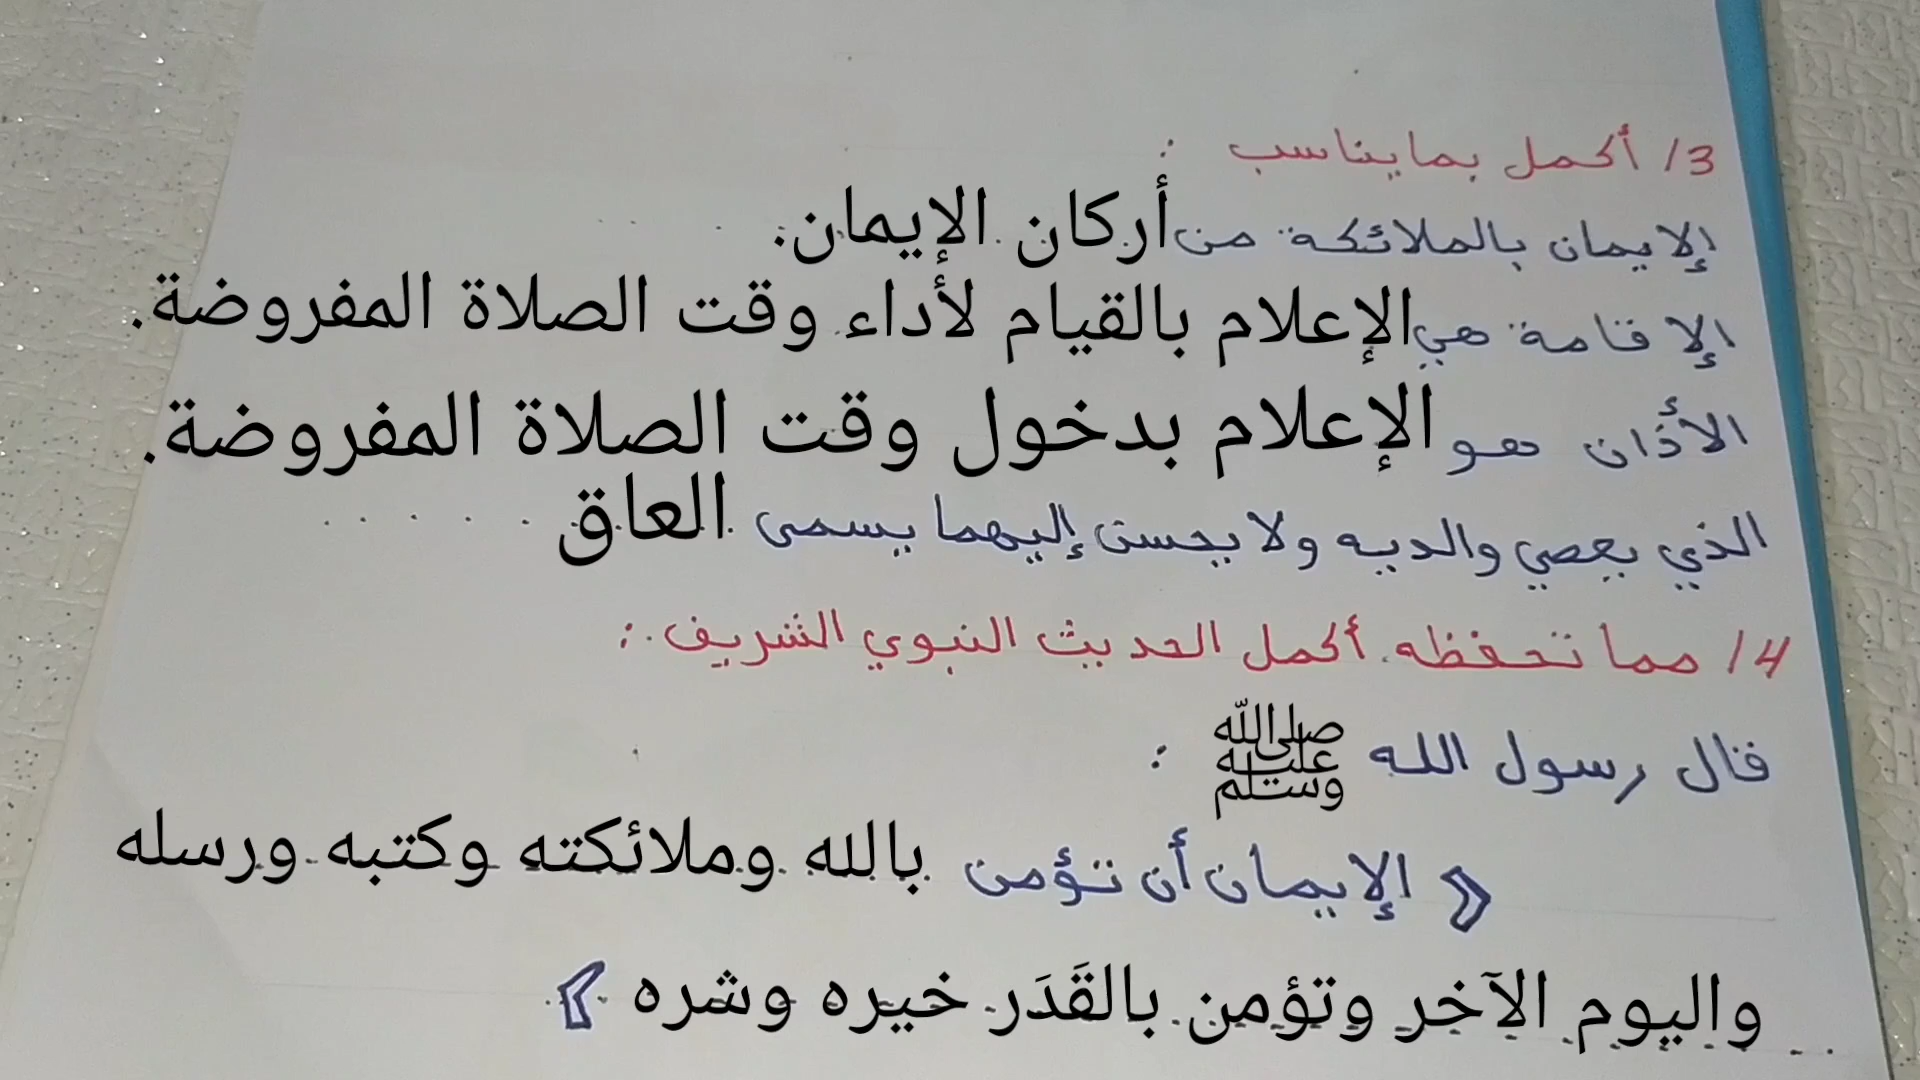 3/ أكمل بما يناسب :
الإيمان بالملائكة من أركان الإيمان.
الإقامة هي الإعلام بالقيام لأداء وقت الصلاة المفروضة.
الأذان هو الإعلام بدخول وقت الصلاة المفروضة.
الذي يعصي والديه ولا يحسن إليهما يسمى العاق
4/ مما تحفظه أكمل الحديث النبوي الشريف :
قال رسول الله ﷺ :
« الإيمان أن تؤمن بالله وملائكته وكتبه ورسله
واليوم الآخر وتؤمن بالقَدَر خيره وشره »